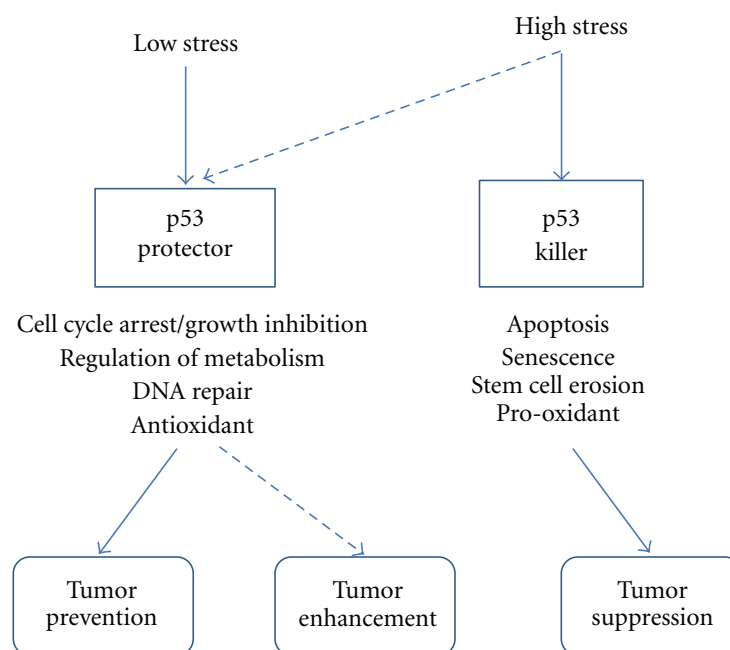 Low stress
High stress
p53
protector
p53
killer
Cell cycle arrest/growth inhibition
Regulation of metabolism
DNA repair
Antioxidant
Apoptosis
Senescence
Stem cell erosion
Pro-oxidant
Tumor
prevention
Tumor
enhancement
Tumor
suppression